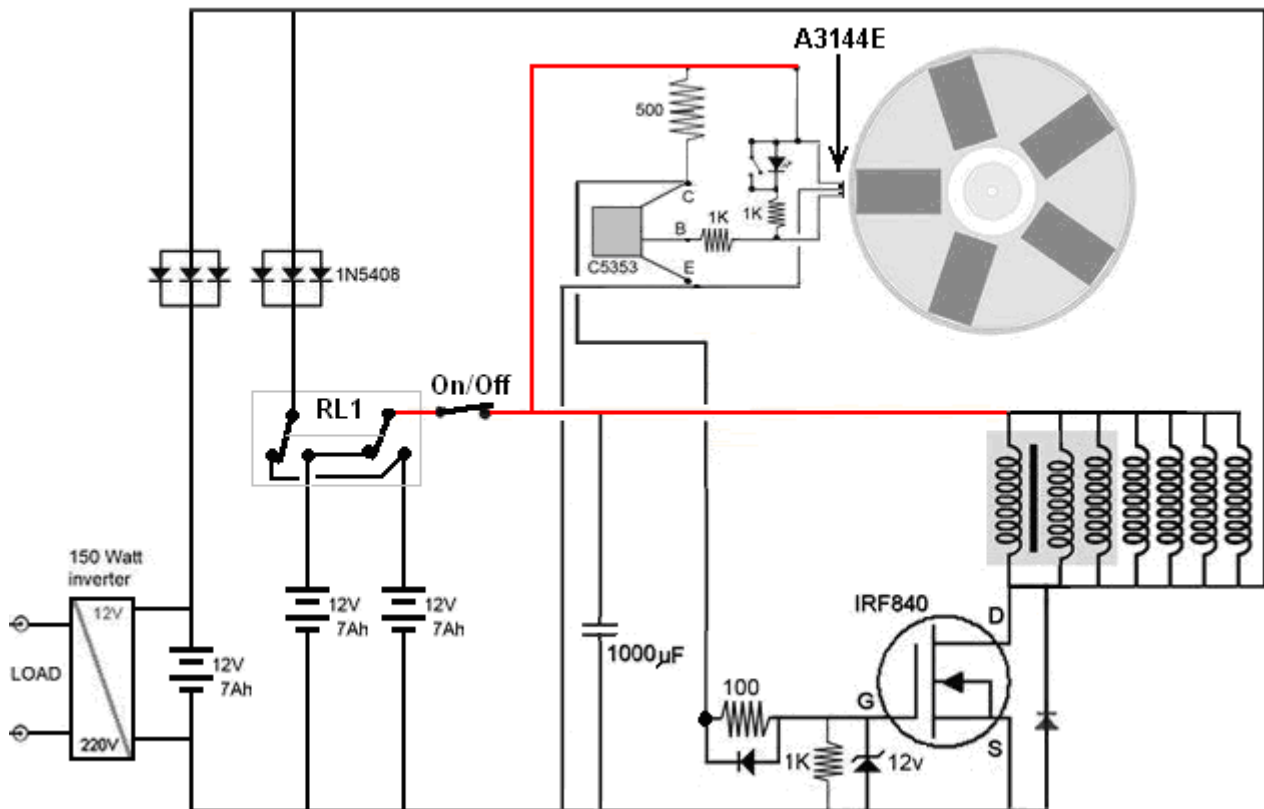 A3144E
500
C
B
1K
1K
C5353
E
1N5408
RL1
On/Off
150 Watt
inverter
12V
220V
LOAD
12V
7Ah
12V
7Ah
12V
7Ah
1000µF
IRF840
D
G
S
100
1K
12v